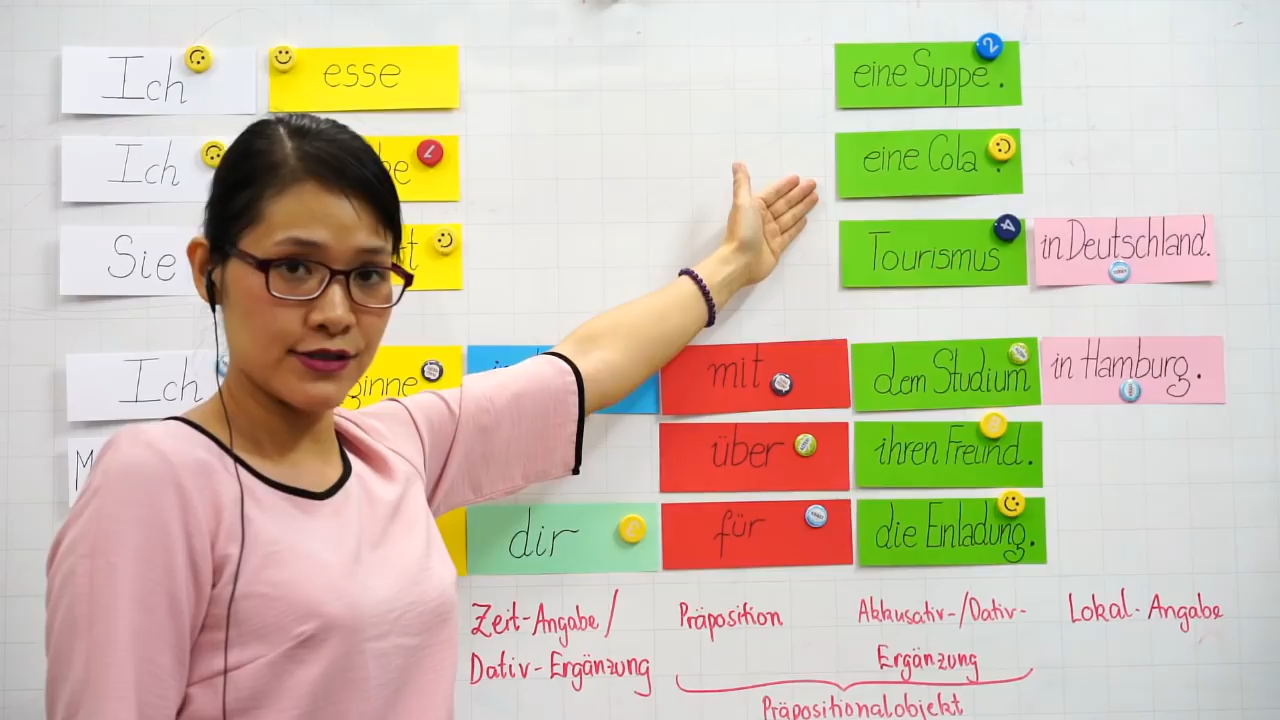 Ich esse eine Suppe.
Ich eine Cola.
Sie Tourismus in Deutschland.
Ich mit dem Studium in Hamburg.
über ihren Freund.
dir für die Einladung.
Zeit-Angabe/ Präposition Akkusativ-/Dativ- Lokal-Angabe
Dativ-Ergänzung Ergänzung
Präpositionalobjekt